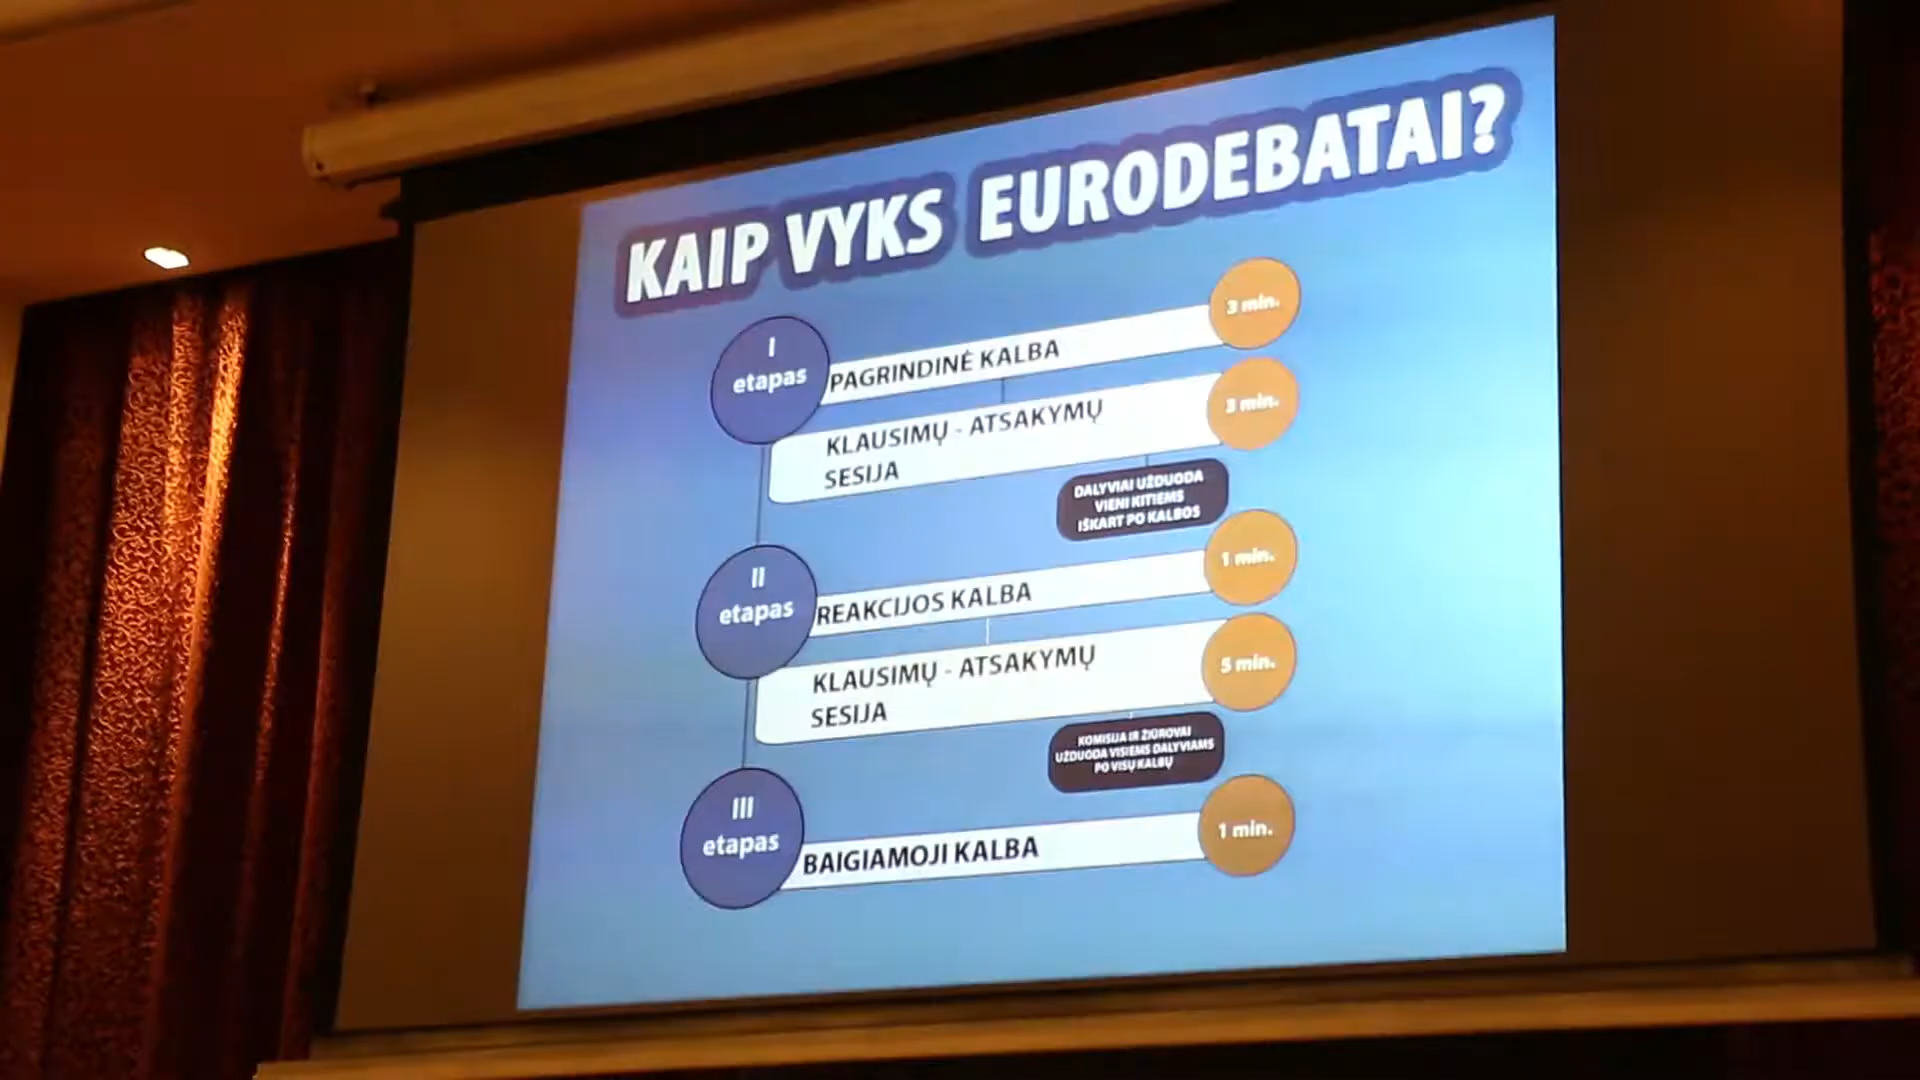 KAIP VYKS EURODEBATAI?
I
etapas
PAGRINDINĖ KALBA
3 min.
KLAUSIMŲ - ATSAKYMŲ
SESIJA
3 min.
DALYVIAI UŽDUODA
VIENI KITIEMS
IŠKART PO KALBOS
II
etapas
REAKCIJOS KALBA
1 min.
KLAUSIMŲ - ATSAKYMŲ
SESIJA
5 min.
KOMISIJA IR ŽIŪROVAI
UŽDUODA VISIEMS DALYVIAMS
PO VISŲ KALBŲ
III
etapas
BAIGIAMOJI KALBA
1 min.